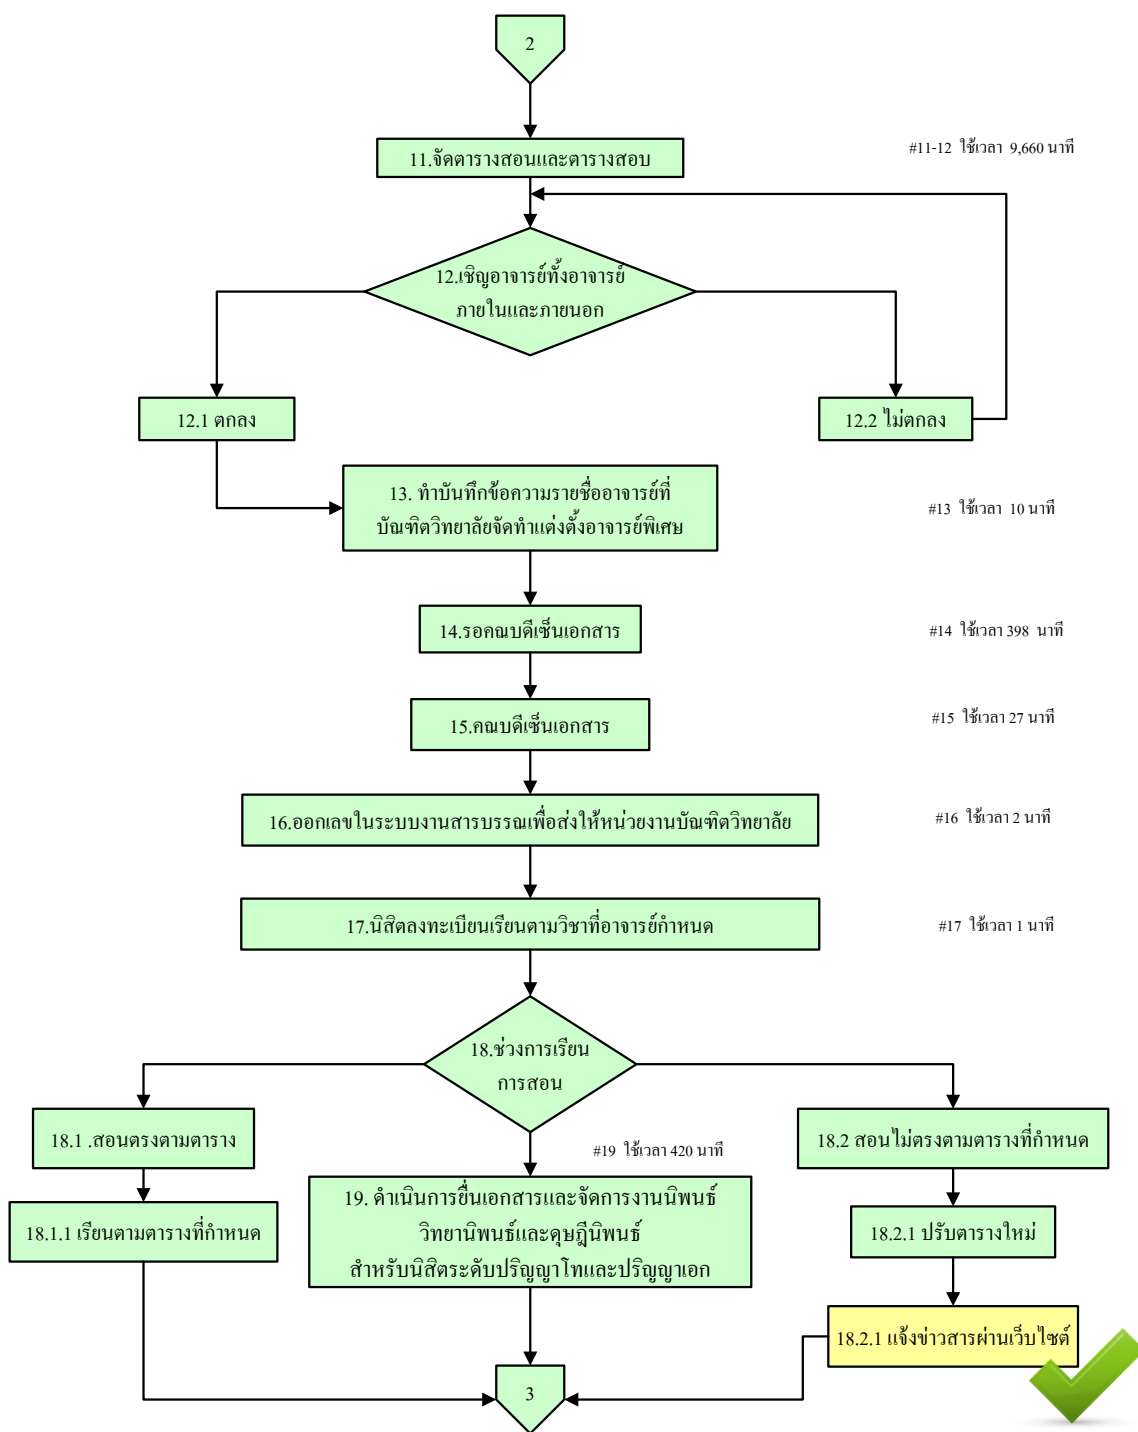 2
11.จัดตารางสอนและตารางสอบ
#11-12 ใช้เวลา 9,660 นาที
12.เชิญอาจารย์ทั้งอาจารย์
ภายในและภายนอก
12.1 ตกลง
12.2 ไม่ตกลง
13. ทำบันทึกข้อความรายชื่ออาจารย์ที่
บัณฑิตวิทยาลัยจัดทำแต่งตั้งอาจารย์พิเศษ
#13 ใช้เวลา 10 นาที
14.รอคณบดีเซ็นเอกสาร
#14 ใช้เวลา 398 นาที
15.คณบดีเซ็นเอกสาร
#15 ใช้เวลา 27 นาที
16.ออกเลขในระบบงานสารบรรณเพื่อส่งให้หน่วยงานบัณฑิตวิทยาลัย
#16 ใช้เวลา 2 นาที
17.นิสิตลงทะเบียนเรียนตามวิชาที่อาจารย์กำหนด
#17 ใช้เวลา 1 นาที
18.ช่วงการเรียน
การสอน
18.1 .สอนตรงตามตาราง
18.2 สอนไม่ตรงตามตารางที่กำหนด
#19 ใช้เวลา 420 นาที
18.1.1 เรียนตามตารางที่กำหนด
19. ดำเนินการยื่นเอกสารและจัดการงานนิพนธ์
วิทยานิพนธ์และดุษฎีนิพนธ์
สำหรับนิสิตระดับปริญญาโทและปริญญาเอก
18.2.1 ปรับตารางใหม่
18.2.1 แจ้งข่าวสารผ่านเว็บไซต์
3